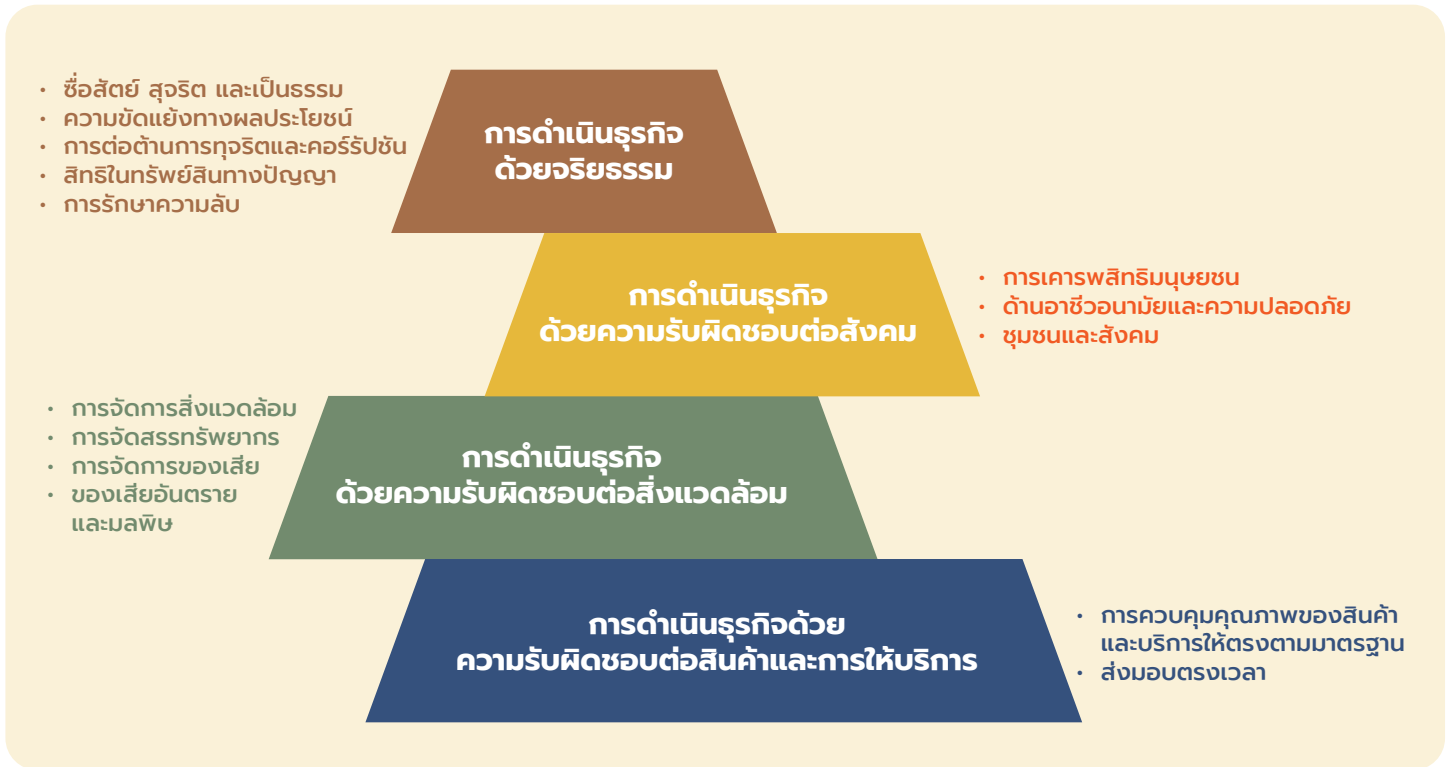 • ซื่อสัตย์ สุจริต และเป็นธรรม
• ความขัดแย้งทางผลประโยชน์
• การต่อต้านการทุจริตและคอร์รัปชัน
• สิทธิในทรัพย์สินทางปัญญา
• การรักษาความลับ
การดำเนินธุรกิจ
ด้วยจริยธรรม
การดำเนินธุรกิจ
ด้วยความรับผิดชอบต่อสังคม
• การเคารพสิทธิมนุษยชน
• ด้านอาชีวอนามัยและความปลอดภัย
• ชุมชนและสังคม
• การจัดการสิ่งแวดล้อม
• การจัดสรรทรัพยากร
• การจัดการของเสีย
• ของเสียอันตราย
และมลพิษ
การดำเนินธุรกิจ
ด้วยความรับผิดชอบต่อสิ่งแวดล้อม
การดำเนินธุรกิจด้วย
ความรับผิดชอบต่อสินค้าและการให้บริการ
• การควบคุมคุณภาพของสินค้า
และบริการให้ตรงตามมาตรฐาน
• ส่งมอบตรงเวลา